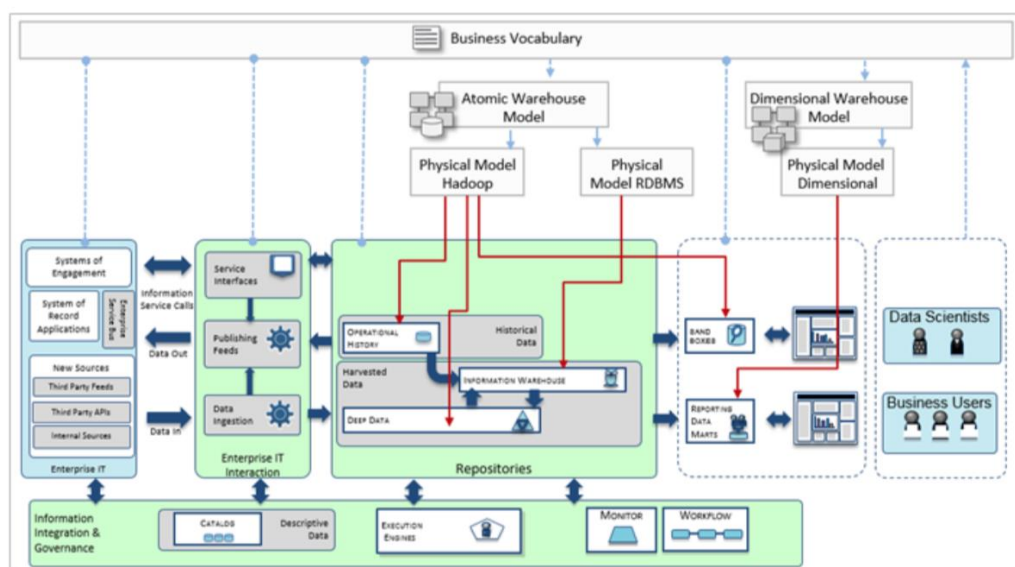 Business Vocabulary
Atomic Warehouse
Model
Dimensional Warehouse
Model
Physical Model
Hadoop
Physical
Model RDBMS
Physical Model
Dimensional
Systems of
Engagement
System of
Record
Applications
Enterprise
Service Bus
New Sources
Third Party Feeds
Third Party APIs
Internal Sources
Enterprise IT
Information
Service Calls
Data Out
Data In
Service
Interfaces
Publishing
Feeds
Data
Ingestion
Enterprise IT
Interaction
Operational
History
Historical
Data
Harvested
Data
Information Warehouse
Deep Data
Repositories
Reporting
Data
Marts
Data Scientists
Business Users
Information
Integration &
Governance
Catalog
Descriptive
Data
Execution
Engines
Monitor
Workflow